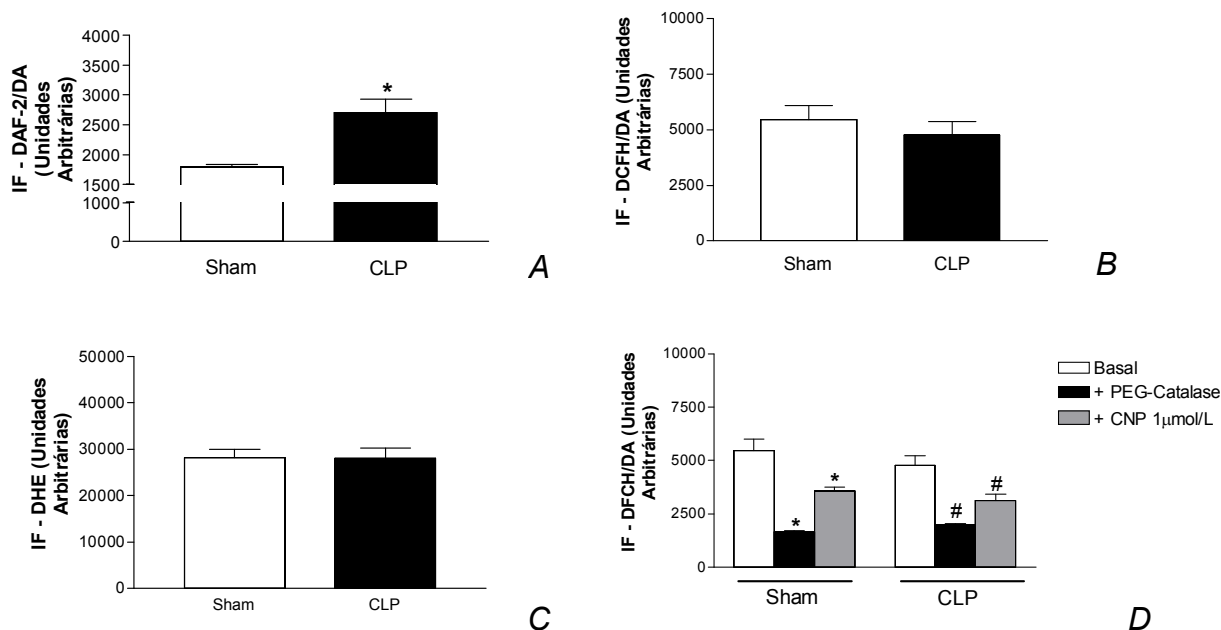 IF - DAF-2/DA
(Unidades
Arbitrárias)
4000
3500
3000
2500
2000
1500
1000
0
*
Sham
CLP
A
IF - DCFH/DA (Unidades
Arbitrárias)
10000
7500
5000
2500
0
Sham
CLP
B
IF - DHE (Unidades
Arbitrárias)
50000
40000
30000
20000
10000
0
Sham
CLP
C
IF - DFCH/DA (Unidades
Arbitrárias)
10000
7500
5000
2500
0
*
*
#
#
Sham
CLP
Basal
+ PEG-Catalase
+ CNP 1μmol/L
D